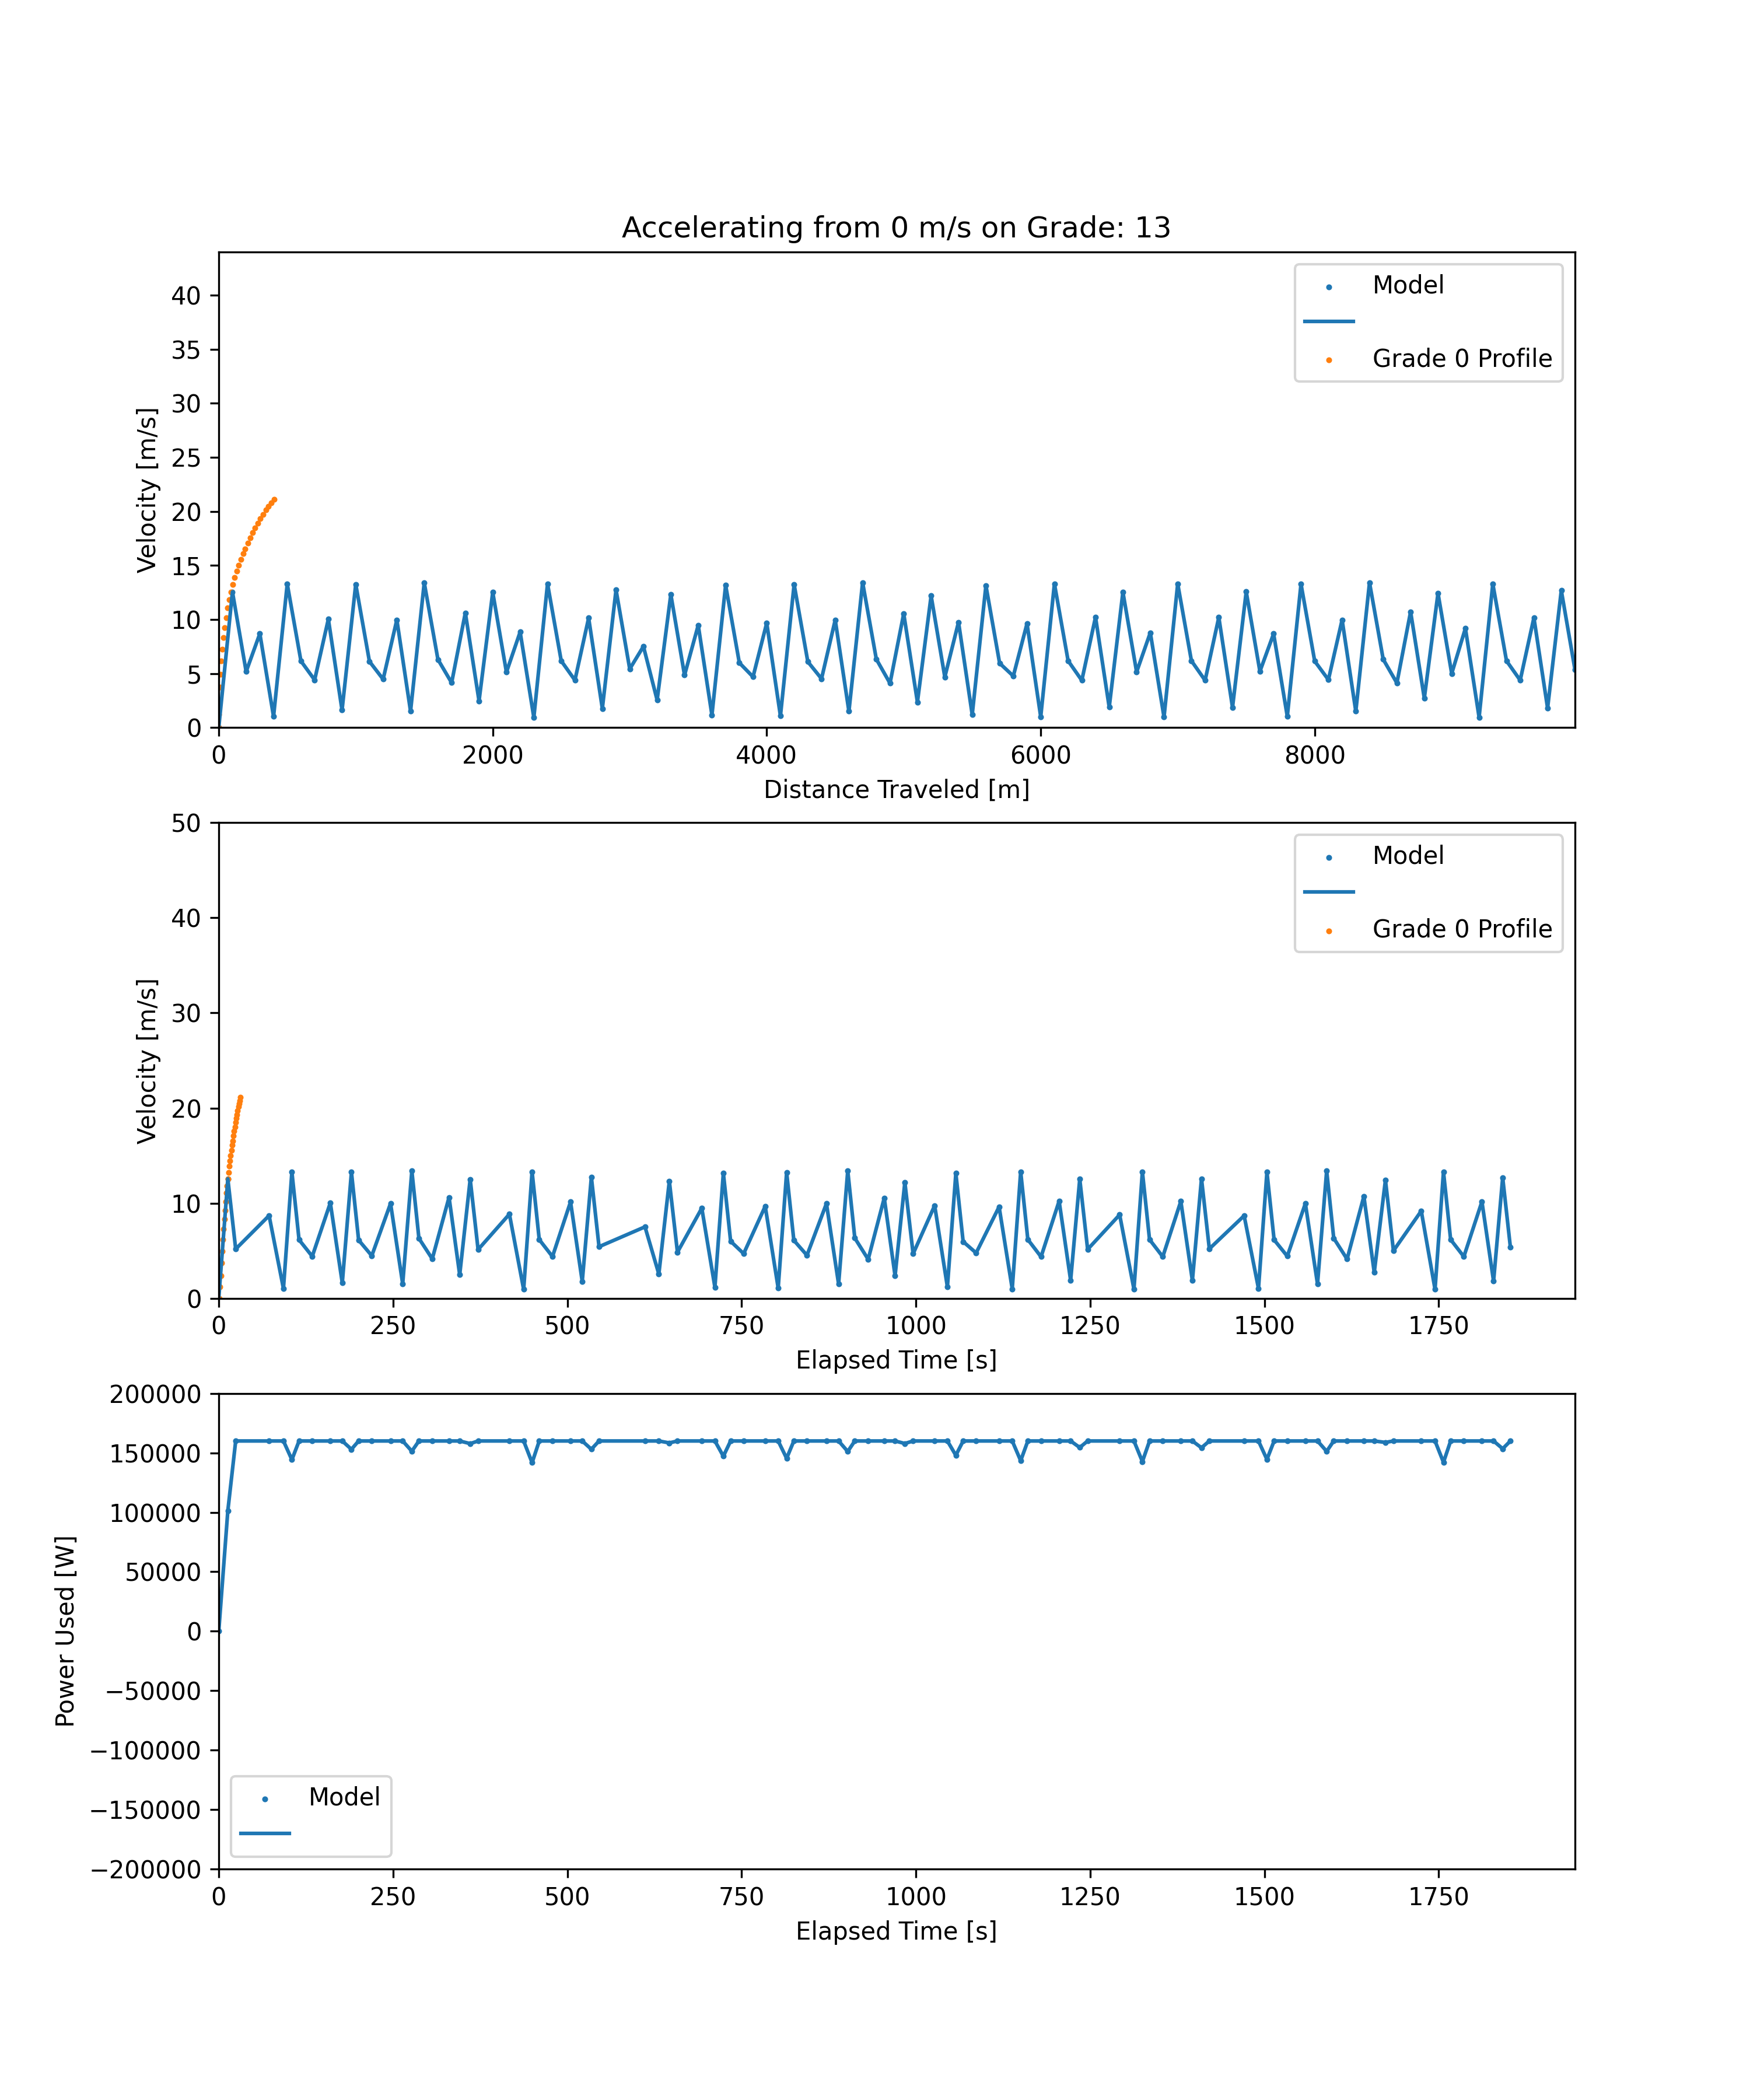 Accelerating from 0 m/s on Grade: 13
40
35
30
25
20
15
10
5
0
Velocity [m/s]
Model
Grade 0 Profile
0 2000 4000 6000 8000
Distance Traveled [m]
50
40
30
20
10
0
Velocity [m/s]
Model
Grade 0 Profile
0 250 500 750 1000 1250 1500 1750
Elapsed Time [s]
200000
150000
100000
50000
0
−50000
−100000
−150000
−200000
Power Used [W]
Model
0 250 500 750 1000 1250 1500 1750
Elapsed Time [s]